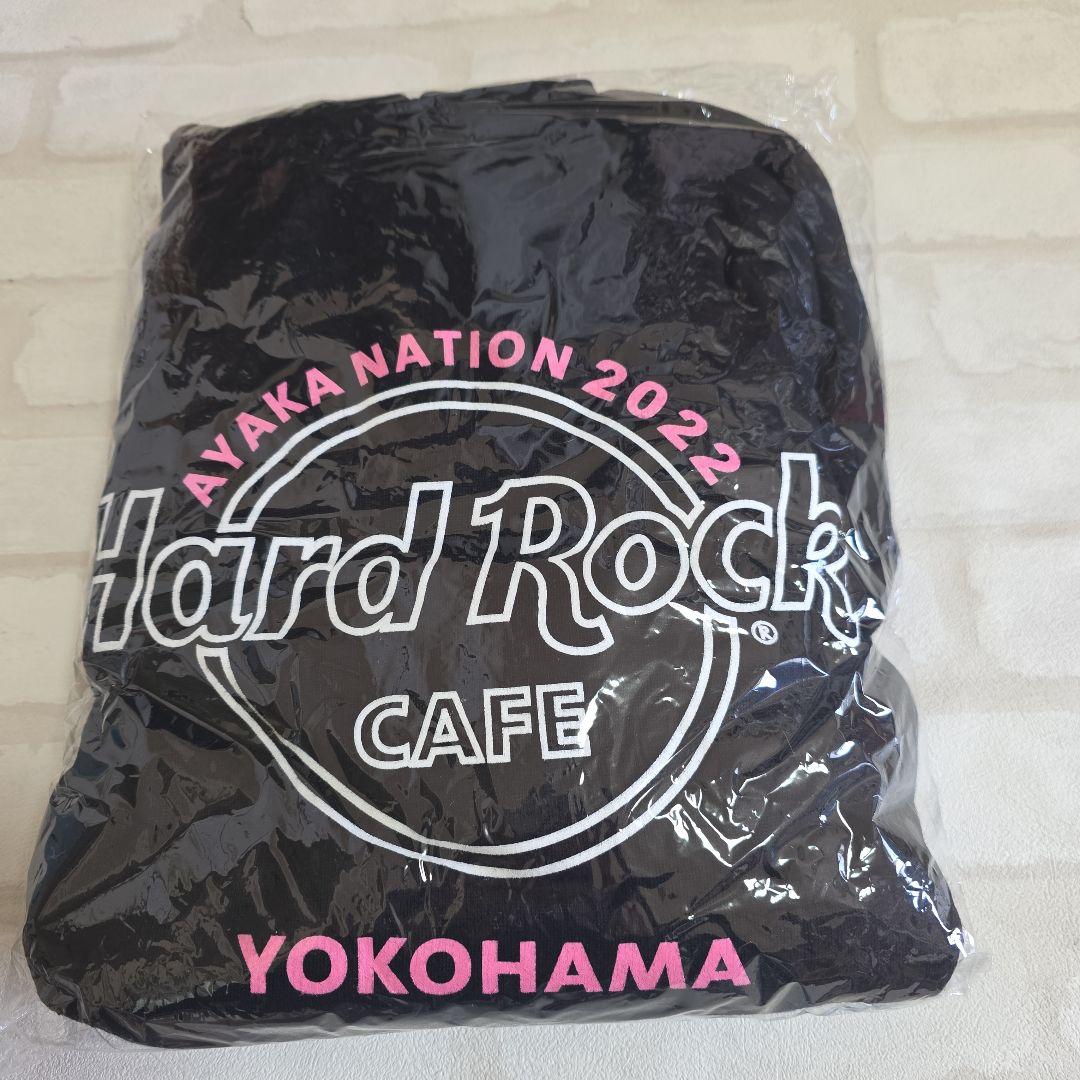 AYAKA NATION 2022
Hard Rock®
CAFE
YOKOHAMA